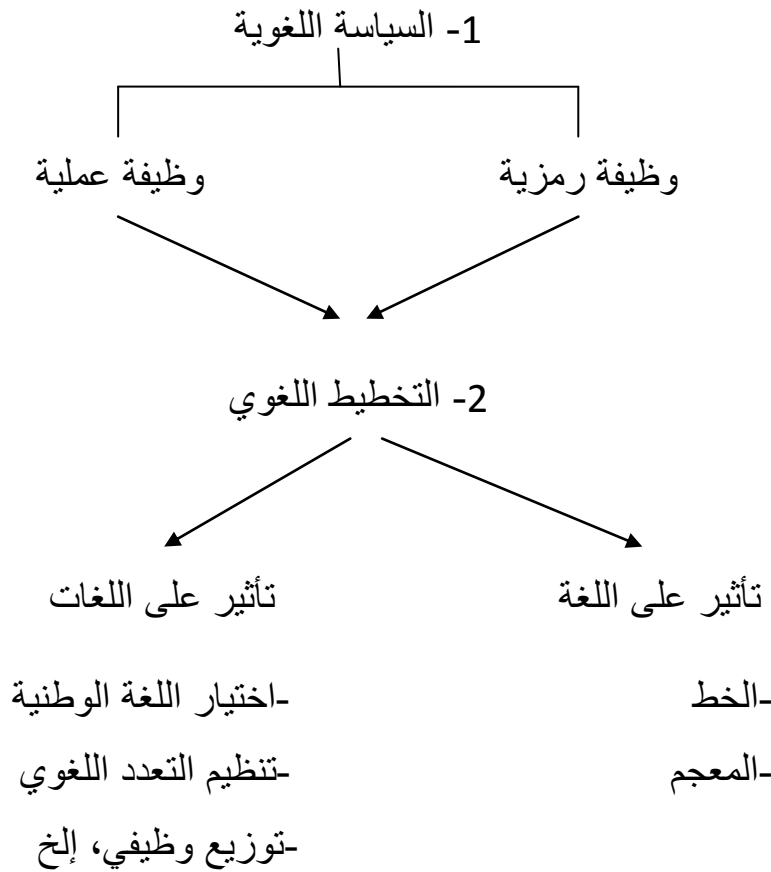 1- السياسة اللغوية
وظيفة رمزية
وظيفة عملية
2- التخطيط اللغوي
تأثير على اللغة
تأثير على اللغات
-الخط
-اختيار اللغة الوطنية
-المعجم
-تنظيم التعدد اللغوي
-توزيع وظيفي، إلخ